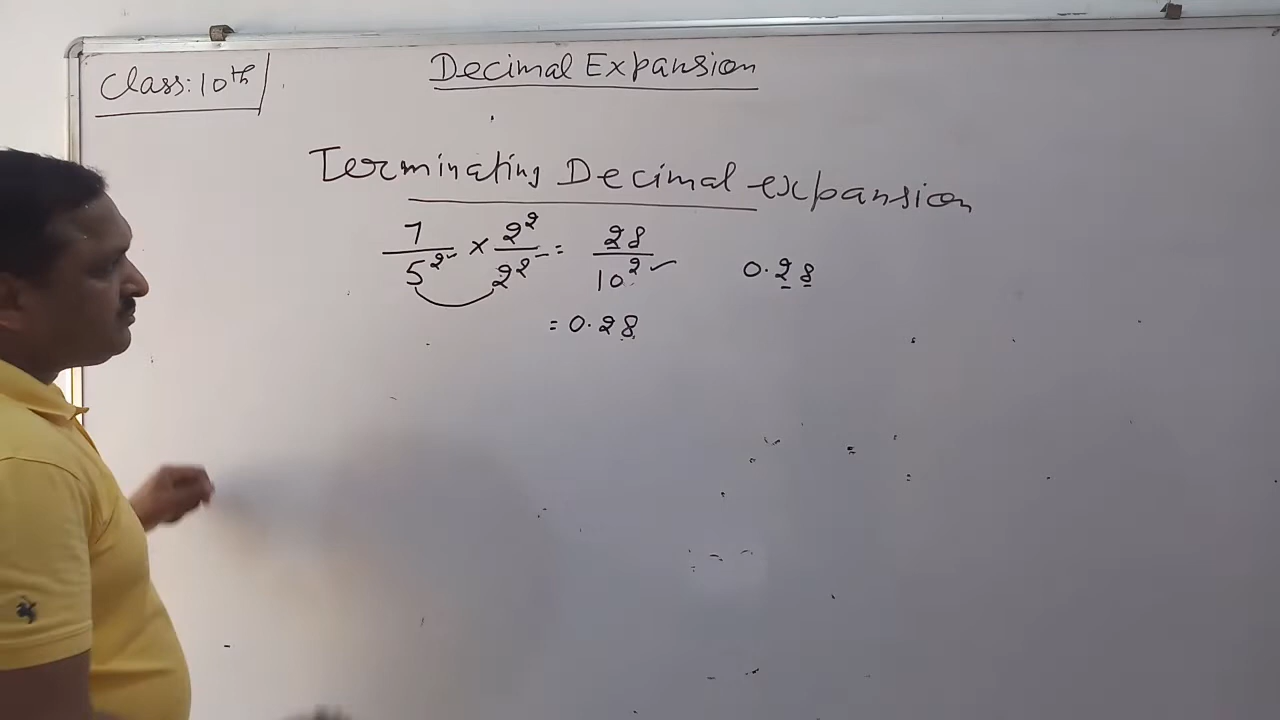 Class: 10th
Decimal Expansion
Terminating Decimal expansion
7/5² × 2²/2² = 28/10² ✓ 0.28
= 0.28